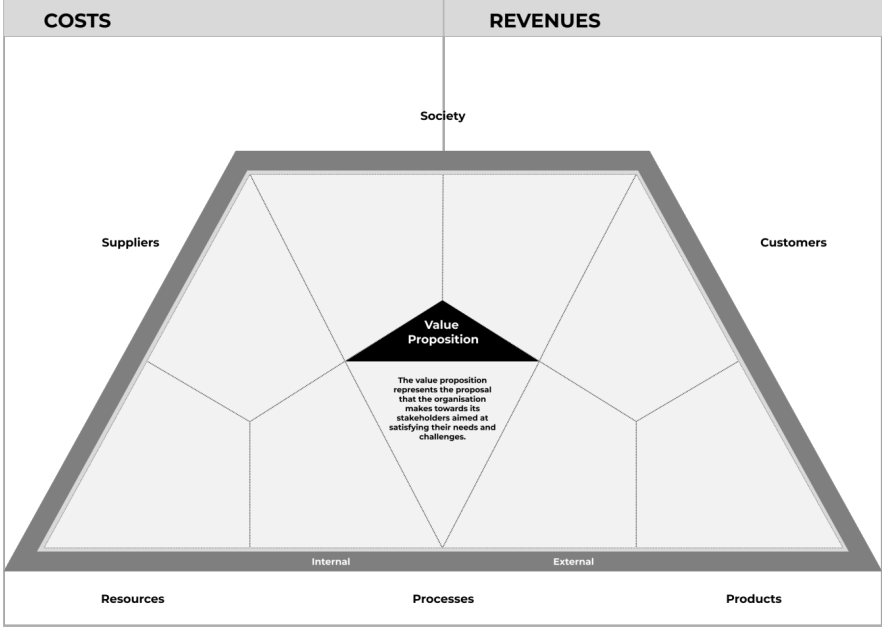 COSTS
REVENUES
Society
Suppliers
Customers
Value
Proposition
The value proposition
represents the proposal
that the organisation
makes towards its
stakeholders aimed at
satisfying their needs and
challenges.
Internal
External
Resources
Processes
Products